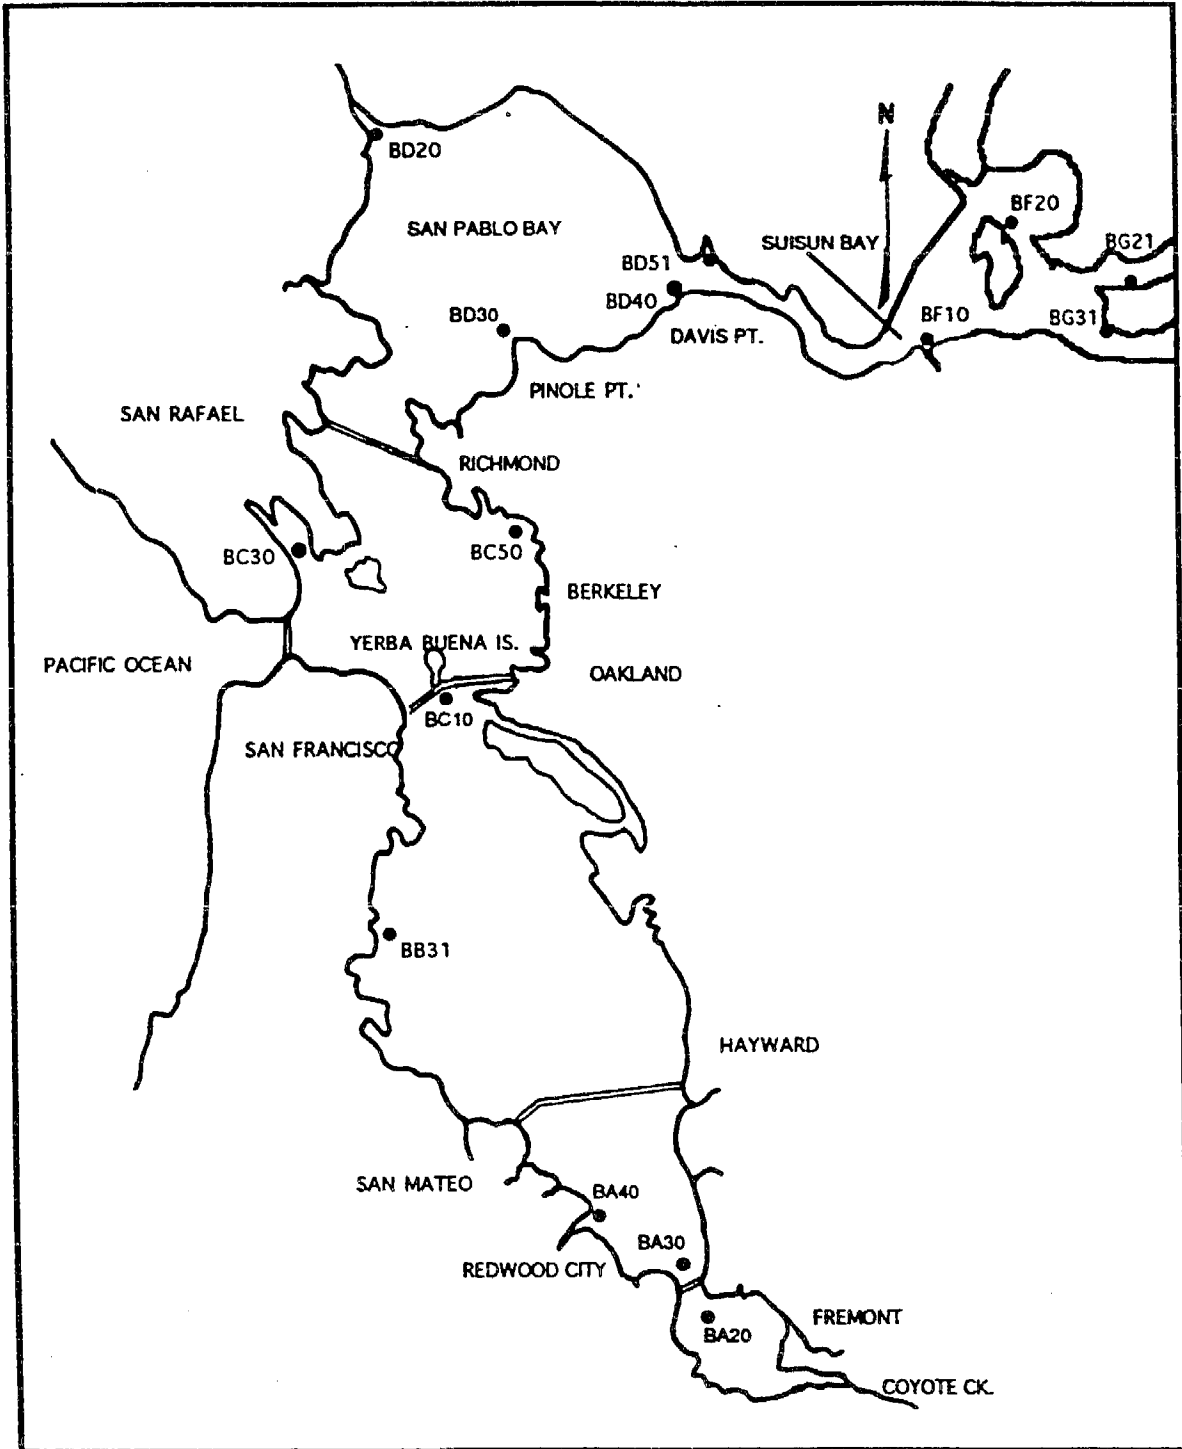 N
BD20
SAN PABLO BAY
SUISUN BAY
BF20
BG21
BD51
BD40
BD30
DAVIS PT.
BF10
BG31
PINOLE PT.
SAN RAFAEL
RICHMOND
BC30
BC50
BERKELEY
YERBA BUENA IS.
PACIFIC OCEAN
OAKLAND
BC10
SAN FRANCISCO
BB31
HAYWARD
SAN MATEO
BA40
BA30
REDWOOD CITY
FREMONT
BA20
COYOTE CK.